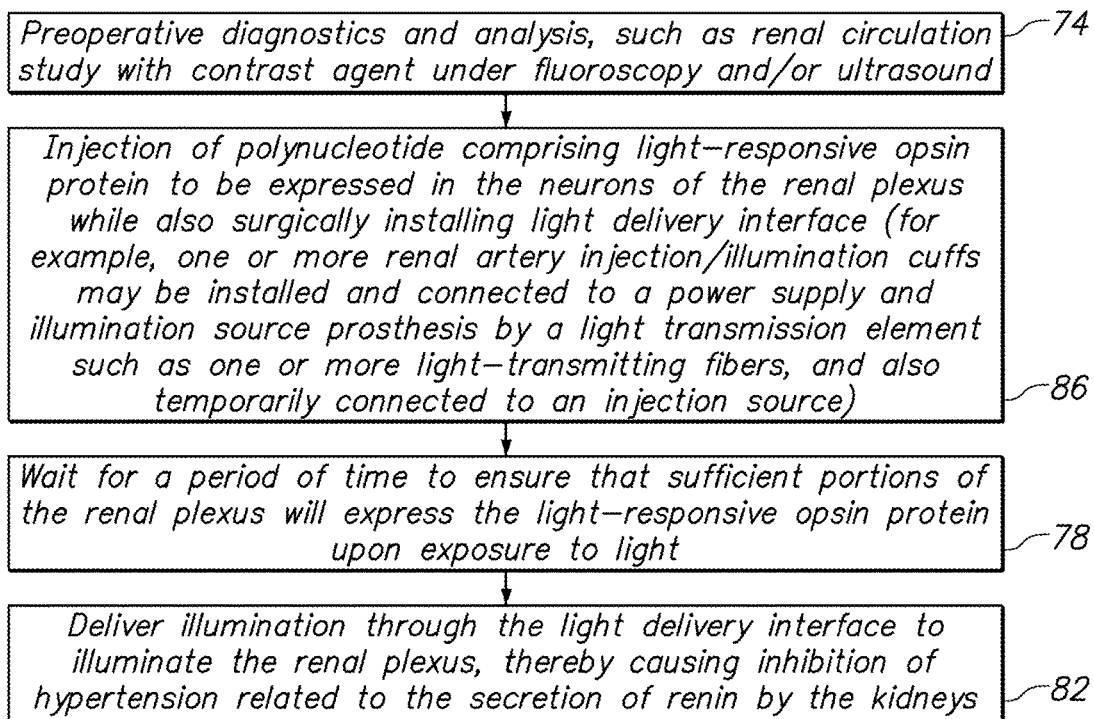 Preoperative diagnostics and analysis, such as renal circulation
study with contrast agent under fluoroscopy and/or ultrasound
74
Injection of polynucleotide comprising light-responsive opsin
protein to be expressed in the neurons of the renal plexus
while also surgically installing light delivery interface (for
example, one or more renal artery injection/illumination cuffs
may be installed and connected to a power supply and
illumination source prosthesis by a light transmission element
such as one or more light-transmitting fibers, and also
temporarily connected to an injection source)
86
Wait for a period of time to ensure that sufficient portions of
the renal plexus will express the light-responsive opsin protein
upon exposure to light
78
Deliver illumination through the light delivery interface to
illuminate the renal plexus, thereby causing inhibition of
hypertension related to the secretion of renin by the kidneys
82